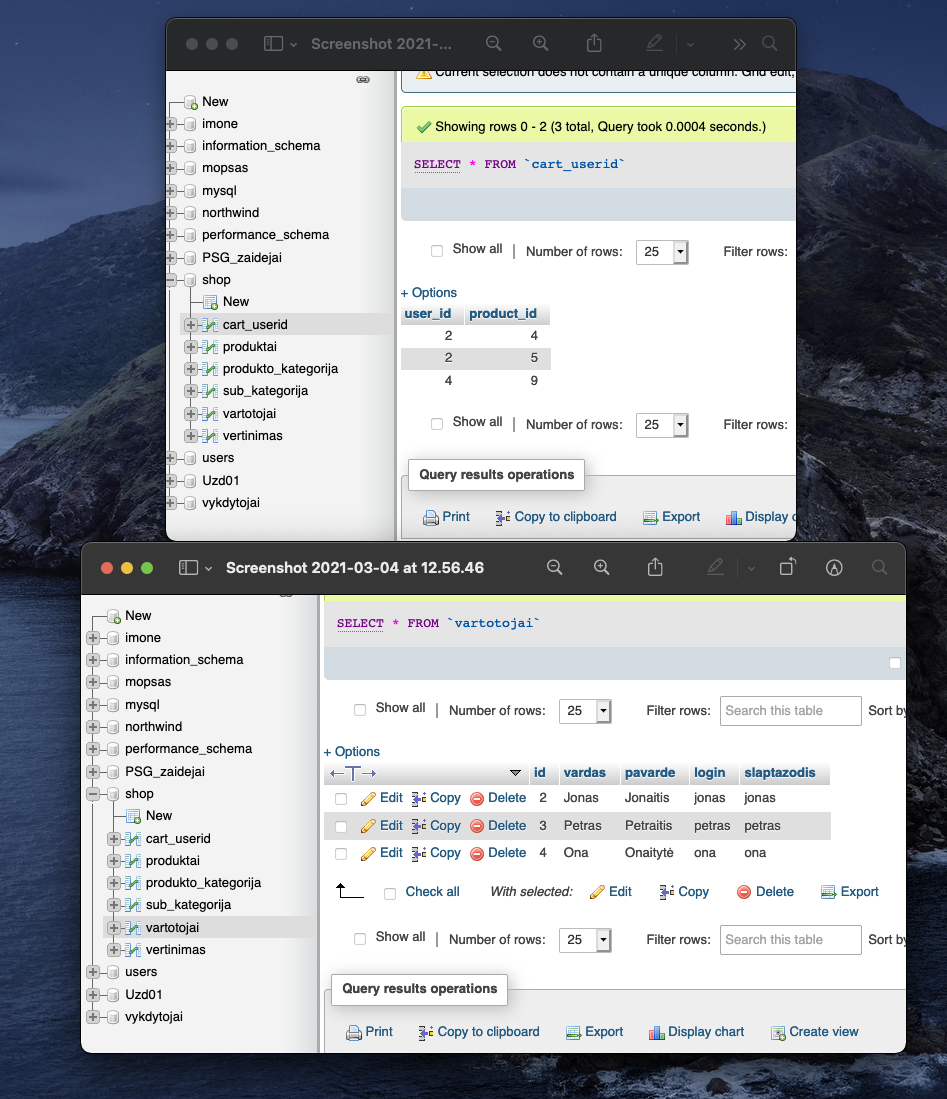 Screenshot 2021-...
Current selection does not contain a unique column. Grid edit,
New
imone
information_schema
mopsas
mysql
northwind
performance_schema
PSG_zaidejai
shop
New
cart_userid
produktai
produkto_kategorija
sub_kategorija
vartotojai
vertinimas
users
Uzd01
vykdytojai
Showing rows 0 - 2 (3 total, Query took 0.0004 seconds.)
SELECT * FROM `cart_userid`
Show all | Number of rows: 25 Filter rows:
+ Options
user_id product_id
2 4
2 5
4 9
Show all | Number of rows: 25 Filter rows:
Query results operations
Print Copy to clipboard Export Display c
Screenshot 2021-03-04 at 12.56.46
New
imone
information_schema
mopsas
mysql
northwind
performance_schema
PSG_zaidejai
shop
New
cart_userid
produktai
produkto_kategorija
sub_kategorija
vartotojai
vertinimas
users
Uzd01
vykdytojai
SELECT * FROM `vartotojai`
Show all | Number of rows: 25 Filter rows: Search this table Sort by
+ Options
id vardas pavarde login slaptazodis
Edit Copy Delete 2 Jonas Jonaitis jonas jonas
Edit Copy Delete 3 Petras Petraitis petras petras
Edit Copy Delete 4 Ona Onaitytė ona ona
Check all With selected: Edit Copy Delete Export
Show all | Number of rows: 25 Filter rows: Search this table Sort by
Query results operations
Print Copy to clipboard Export Display chart Create view